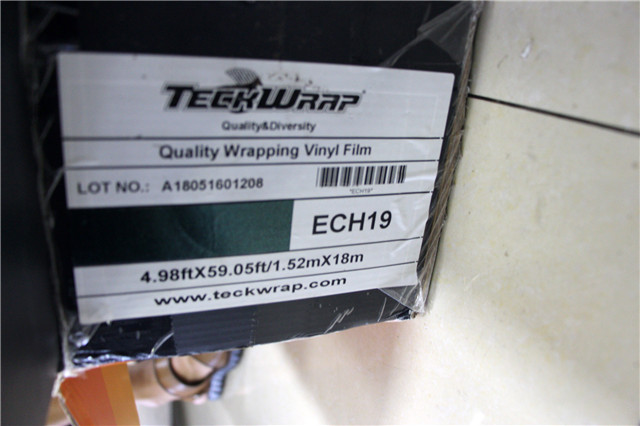 TECKWRAP
Quality&Diversity
Quality Wrapping Vinyl Film
LOT NO.: A18051601208
"ECH19"
ECH19
4.98ftX59.05ft/1.52mX18m
www.teckwrap.com